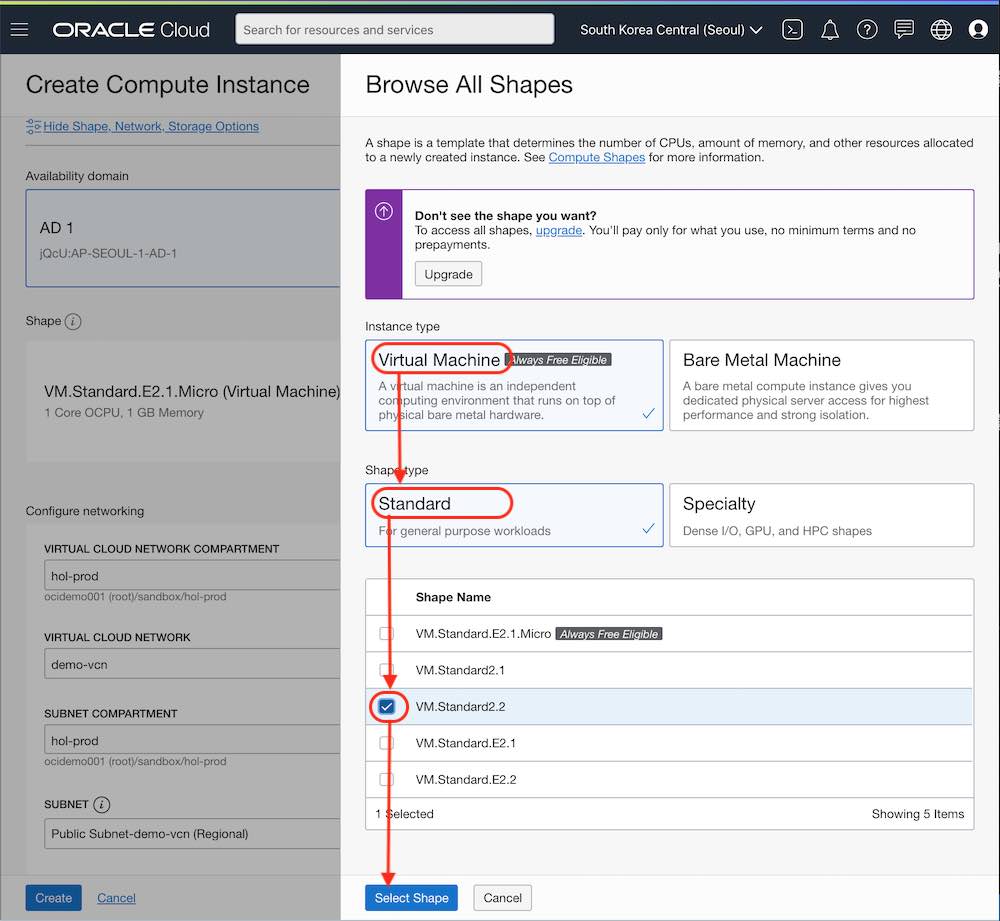 ORACLE Cloud
Search for resources and services
South Korea Central (Seoul)
Create Compute Instance
Hide Shape, Network, Storage Options
Availability domain
AD 1
jQcU:AP-SEOUL-1-AD-1
Shape
VM.Standard.E2.1.Micro (Virtual Machine)
1 Core OCPU, 1 GB Memory
Configure networking
VIRTUAL CLOUD NETWORK COMPARTMENT
hol-prod
ocidemo001 (root)/sandbox/hol-prod
VIRTUAL CLOUD NETWORK
demo-vcn
SUBNET COMPARTMENT
hol-prod
ocidemo001 (root)/sandbox/hol-prod
SUBNET
Public Subnet-demo-vcn (Regional)
Create
Cancel
Browse All Shapes
A shape is a template that determines the number of CPUs, amount of memory, and other resources allocated
to a newly created instance. See Compute Shapes for more information.
Don't see the shape you want?
To access all shapes, upgrade. You'll pay only for what you use, no minimum terms and no
prepayments.
Upgrade
Instance type
Virtual Machine Always Free Eligible
A virtual machine is an independent
computing environment that runs on top of
physical bare metal hardware.
Bare Metal Machine
A bare metal compute instance gives you
dedicated physical server access for highest
performance and strong isolation.
Shape type
Standard
For general purpose workloads
Specialty
Dense I/O, GPU, and HPC shapes
Shape Name
VM.Standard.E2.1.Micro Always Free Eligible
VM.Standard2.1
VM.Standard2.2
VM.Standard.E2.1
VM.Standard.E2.2
1 Selected
Showing 5 Items
Select Shape
Cancel